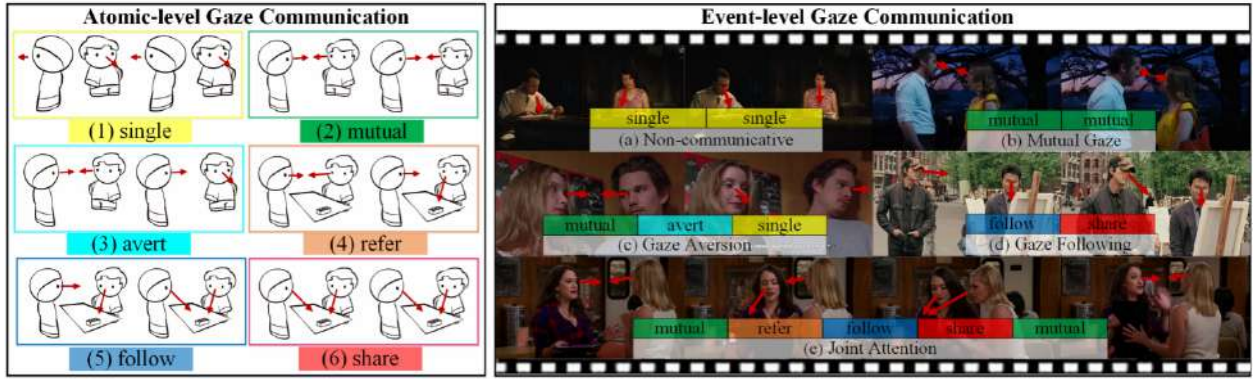 Atomic-level Gaze Communication
(1) single
(2) mutual
(3) avert
(4) refer
(5) follow
(6) share
Event-level Gaze Communication
single single
(a) Non-communicative
mutual mutual
(b) Mutual Gaze
mutual avert single
(c) Gaze Aversion
follow share
(d) Gaze Following
mutual refer follow share mutual
(e) Joint Attention